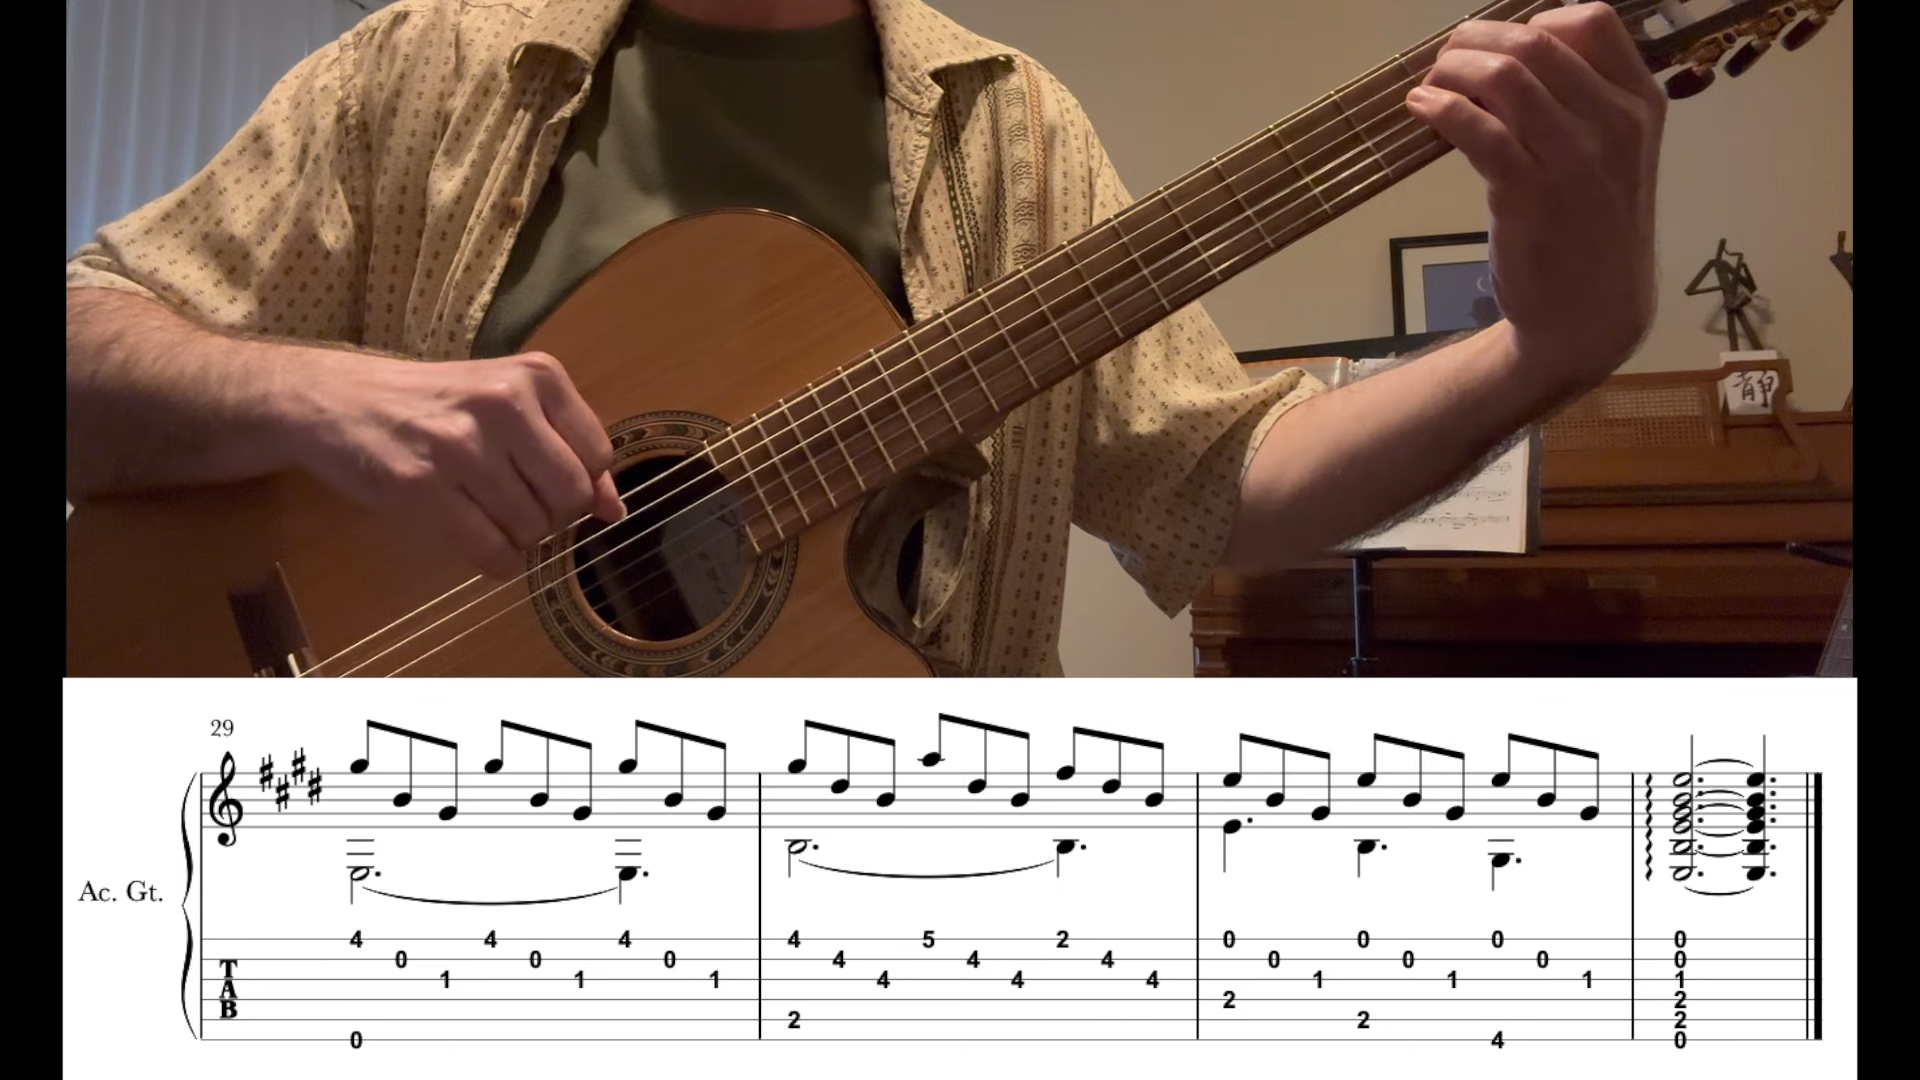 29
Ac. Gt.
4 4 4 4 5 2 0 0 0 0
0 0 0 4 4 4 0 0 0 0
1 1 1 4 4 4 1 1 1 1
2 2
2 2 2
0 4 0
T
A
B
静